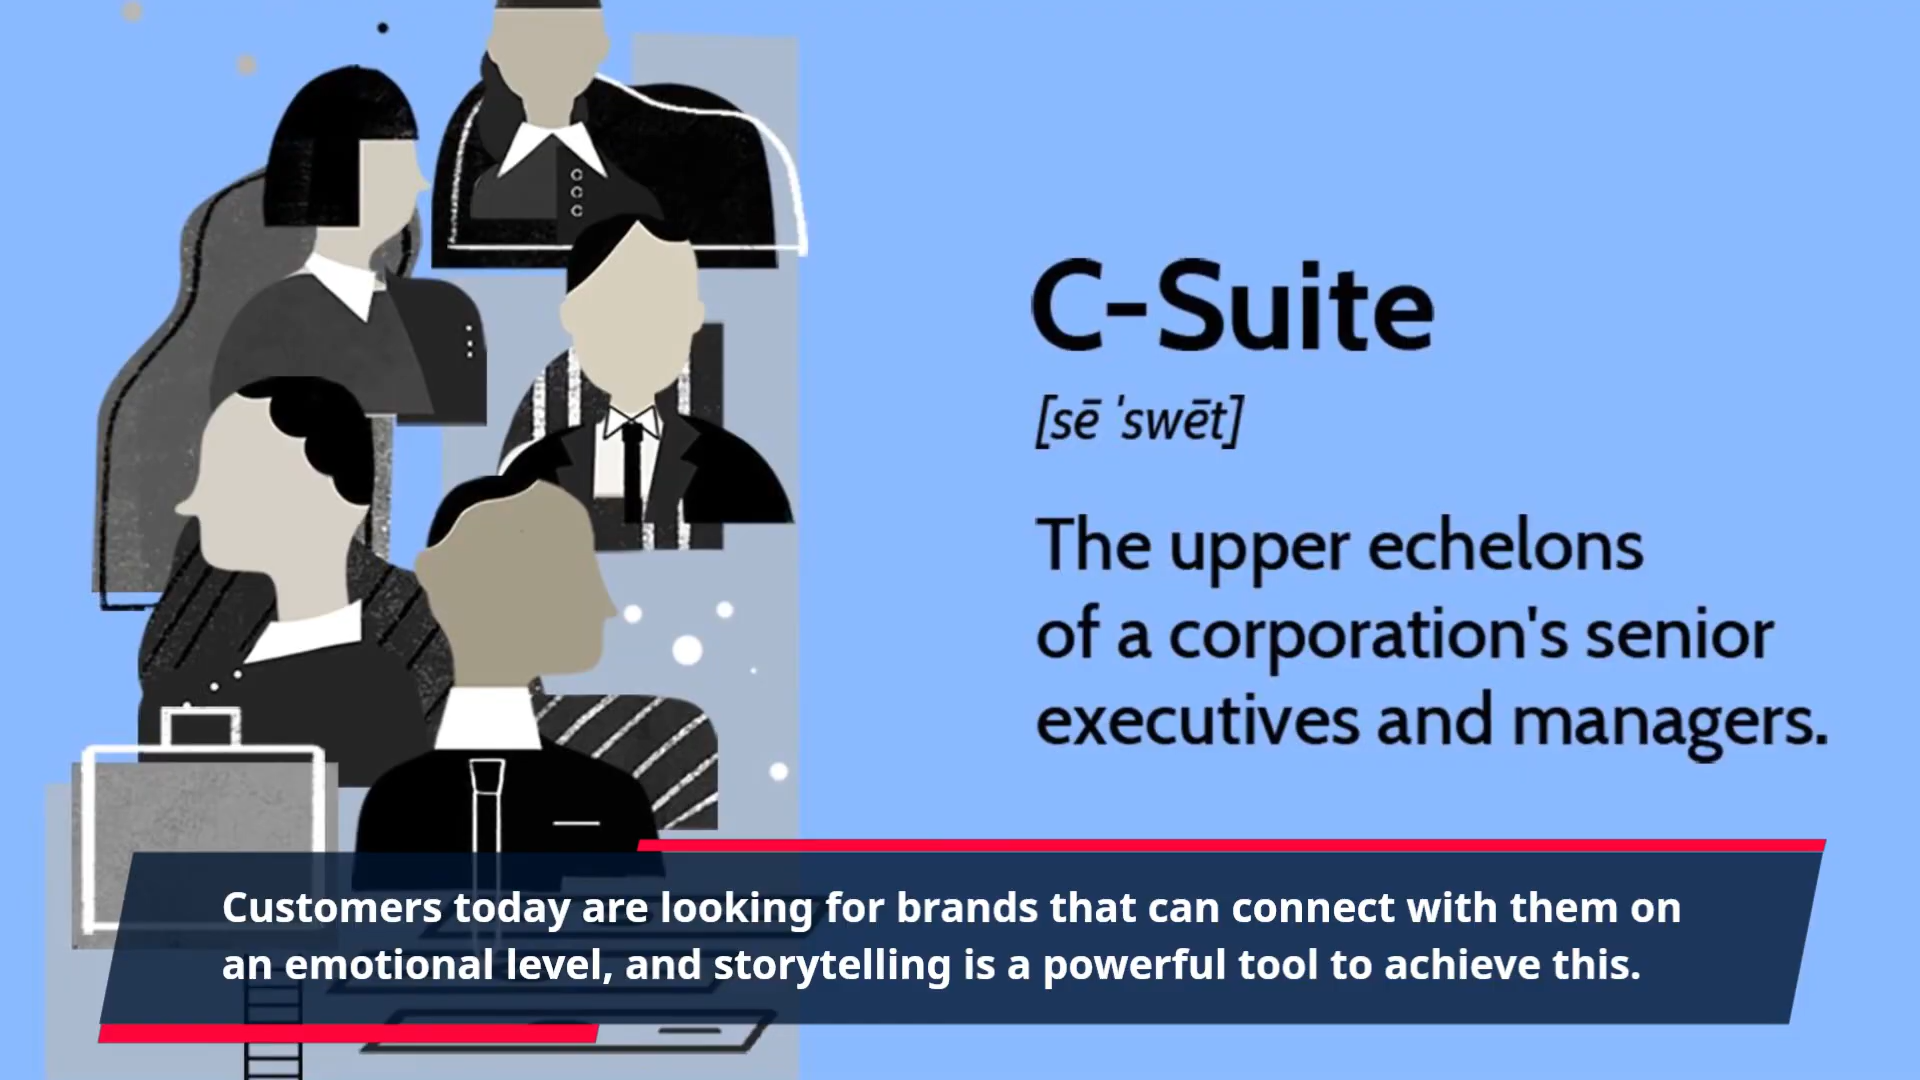 C-Suite
[sē 'swēt]
The upper echelons
of a corporation's senior
executives and managers.
Customers today are looking for brands that can connect with them on
an emotional level, and storytelling is a powerful tool to achieve this.